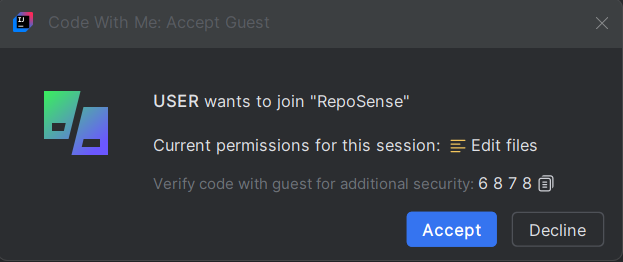 IJ
Code With Me: Accept Guest
USER wants to join "RepoSense"
Current permissions for this session: Edit files
Verify code with guest for additional security: 6 8 7 8
Accept Decline